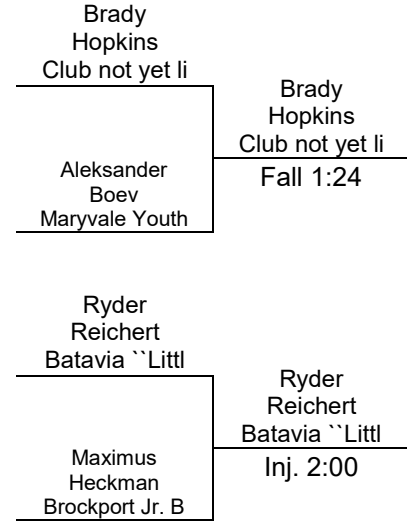 Brady
Hopkins
Club not yet li
Brady
Hopkins
Club not yet li
Aleksander
Boev
Maryvale Youth
Fall 1:24
Ryder
Reichert
Batavia ``Littl
Ryder
Reichert
Batavia ``Littl
Maximus
Heckman
Brockport Jr. B
Inj. 2:00